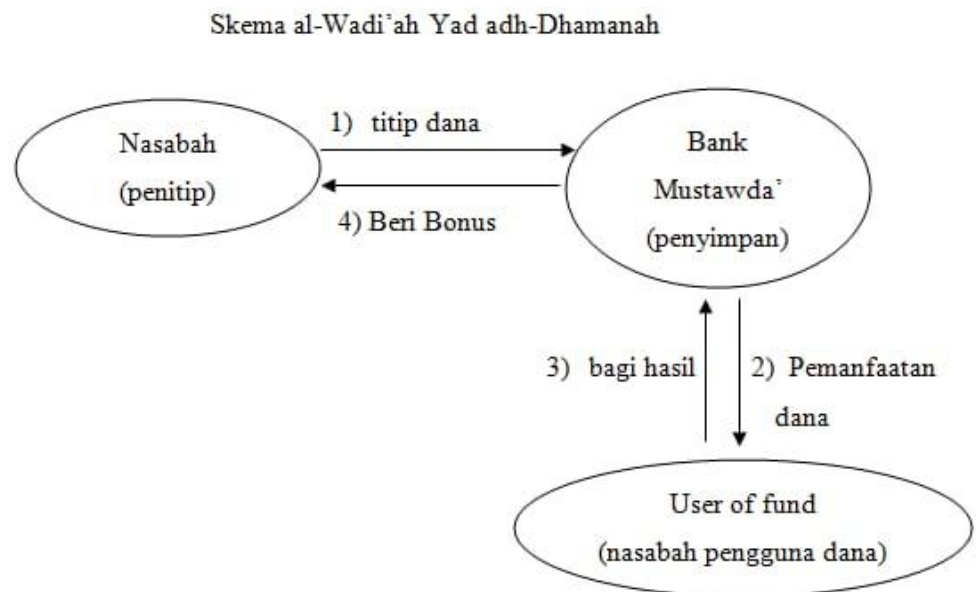 Skema al-Wadi'ah Yad adh-Dhamanah
Nasabah
(penitip)
1) titip dana
4) Beri Bonus
Bank
Mustawda'
(penyimpan)
3) bagi hasil
2) Pemanfaatan
dana
User of fund
(nasabah pengguna dana)